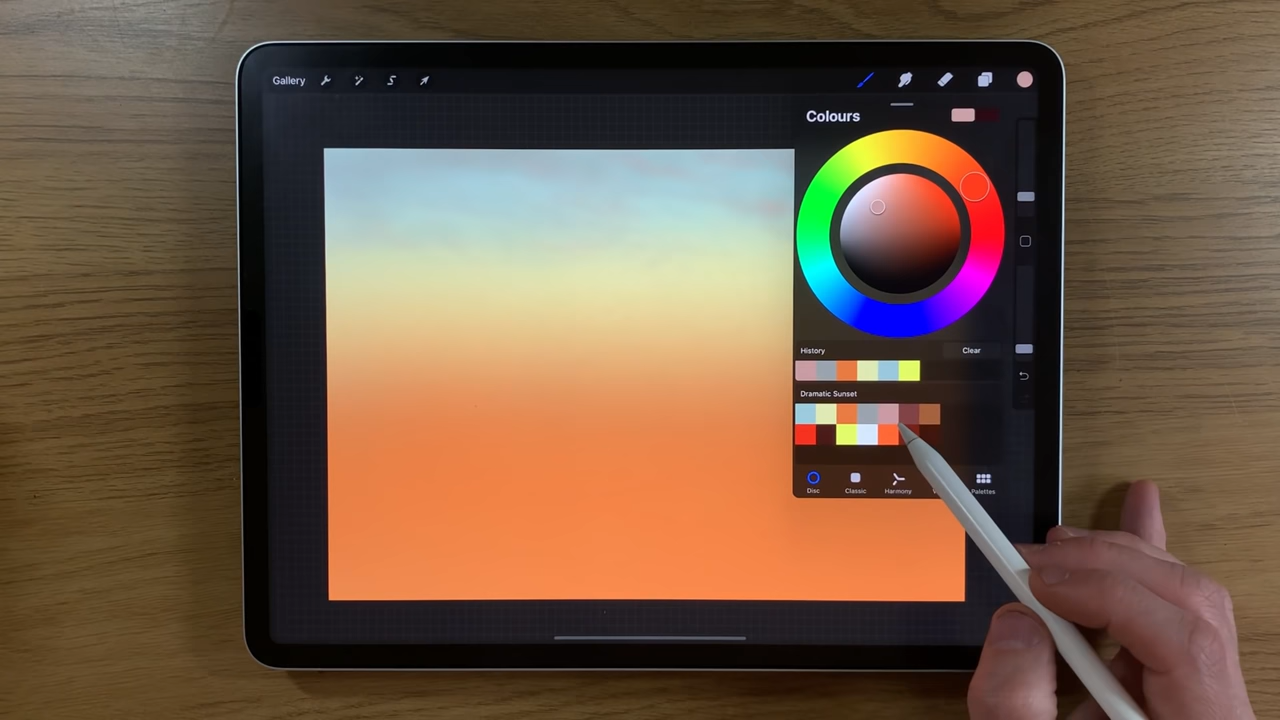 Gallery
Colours
History Clear
Dramatic Sunset
Disc Classic Harmony Palettes